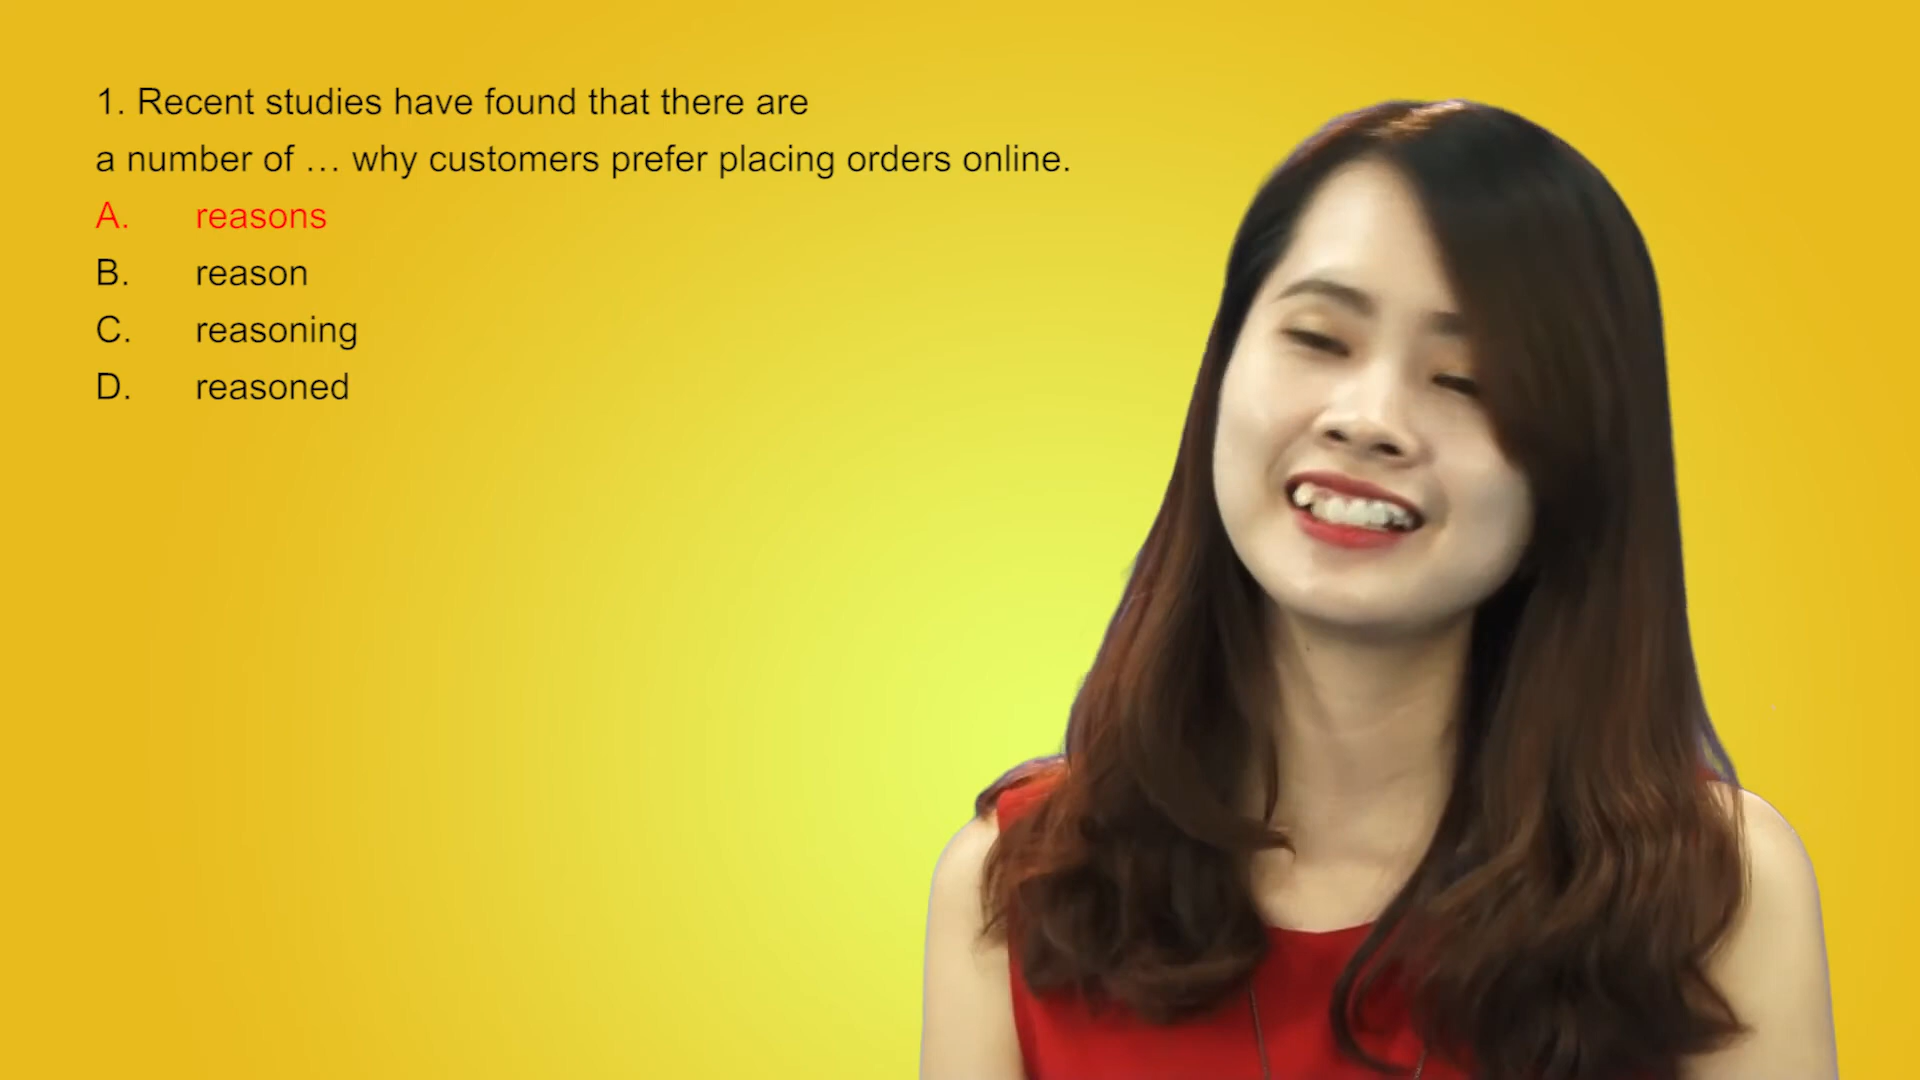 1. Recent studies have found that there are
a number of … why customers prefer placing orders online.
A. reasons
B. reason
C. reasoning
D. reasoned